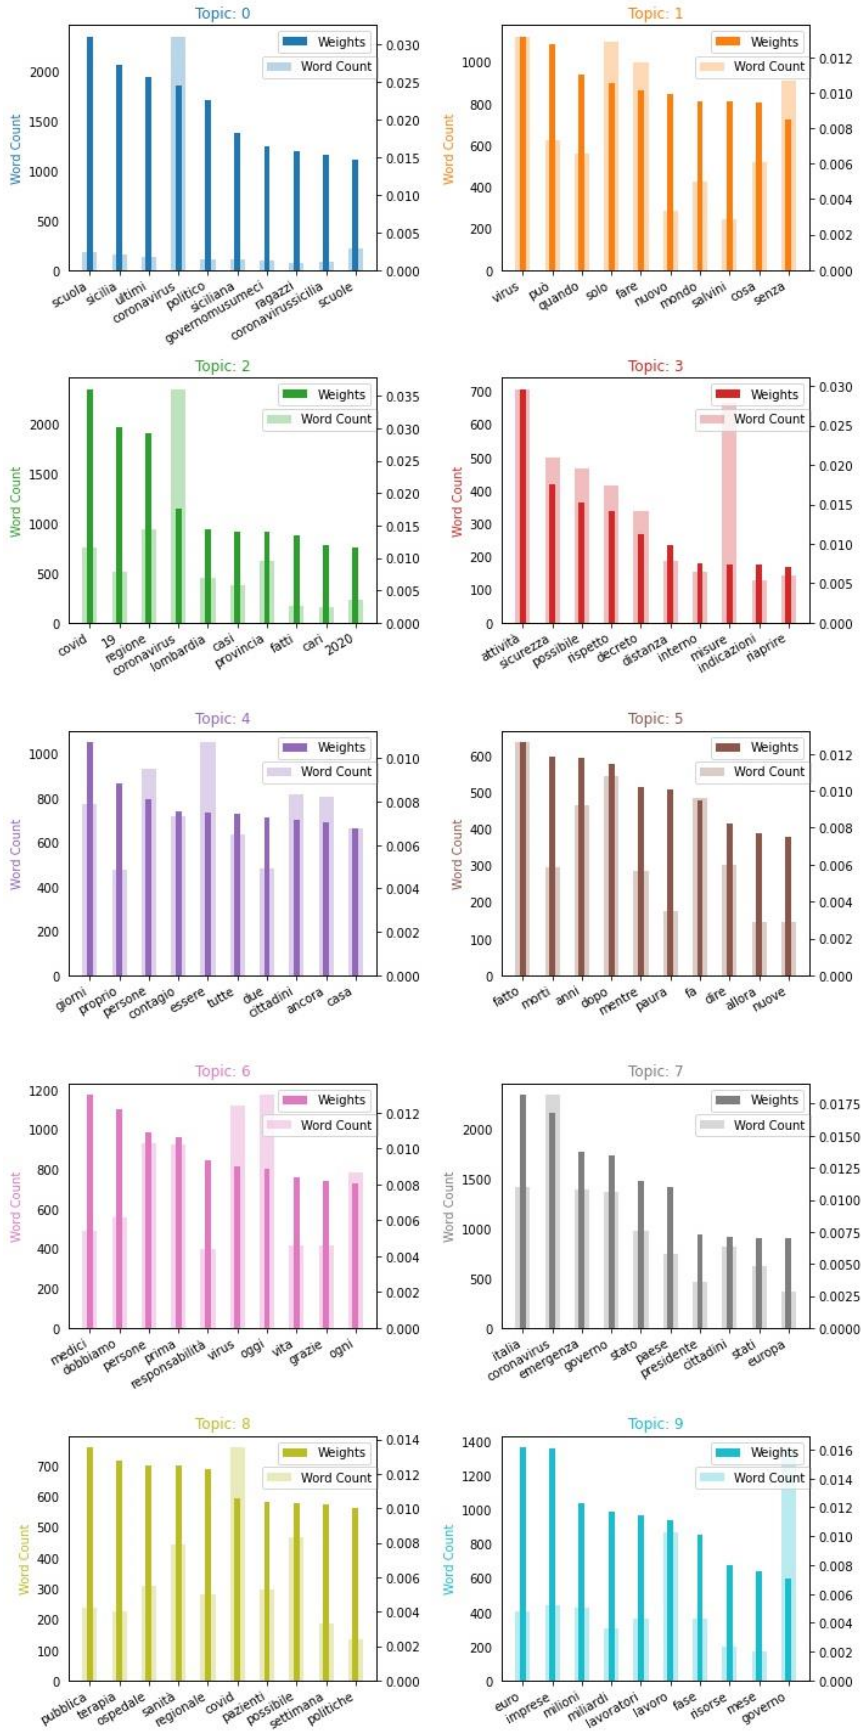 Topic: 0
Weights
Word Count
Word Count
2000
1500
1000
500
0
0.030
0.025
0.020
0.015
0.010
0.005
0.000
scuola
sicilia
ultimi
coronavirus
politico
siciliana
governomusumeci
ragazzi
coronavirussicilia
scuole
Topic: 1
Weights
Word Count
Word Count
1000
800
600
400
200
0
0.012
0.010
0.008
0.006
0.004
0.002
0.000
virus
può
quando
solo
fare
nuovo
mondo
salvini
cosa
senza
Topic: 2
Weights
Word Count
Word Count
2000
1500
1000
500
0
0.035
0.030
0.025
0.020
0.015
0.010
0.005
0.000
covid
19
regione
coronavirus
lombardia
casi
provincia
fatti
cari
2020
Topic: 3
Weights
Word Count
Word Count
700
600
500
400
300
200
100
0
0.030
0.025
0.020
0.015
0.010
0.005
0.000
attività
sicurezza
possibile
rispetto
decreto
distanza
interno
misure
indicazioni
riaprire
Topic: 4
Weights
Word Count
Word Count
1000
800
600
400
200
0
0.010
0.008
0.006
0.004
0.002
0.000
giorni
proprio
persone
contagio
essere
tutte
due
cittadini
ancora
casa
Topic: 5
Weights
Word Count
Word Count
600
500
400
300
200
100
0
0.012
0.010
0.008
0.006
0.004
0.002
0.000
fatto
morti
anni
dopo
mentre
paura
fa
dire
allora
nuove
Topic: 6
Weights
Word Count
Word Count
1200
1000
800
600
400
200
0
0.012
0.010
0.008
0.006
0.004
0.002
0.000
medici
dobbiamo
persone
prima
responsabilità
virus
oggi
vita
grazie
ogni
Topic: 7
Weights
Word Count
Word Count
2000
1500
1000
500
0
0.0175
0.0150
0.0125
0.0100
0.0075
0.0050
0.0025
0.0000
italia
coronavirus
emergenza
governo
stato
paese
presidente
cittadini
stati
europa
Topic: 8
Weights
Word Count
Word Count
700
600
500
400
300
200
100
0
0.014
0.012
0.010
0.008
0.006
0.004
0.002
0.000
pubblica
terapia
ospedale
sanità
regionale
covid
pazienti
possibile
settimana
politiche
Topic: 9
Weights
Word Count
Word Count
1400
1200
1000
800
600
400
200
0
0.016
0.014
0.012
0.010
0.008
0.006
0.004
0.002
0.000
euro
imprese
milioni
miliardi
lavoratori
lavoro
fase
risorse
mese
governo